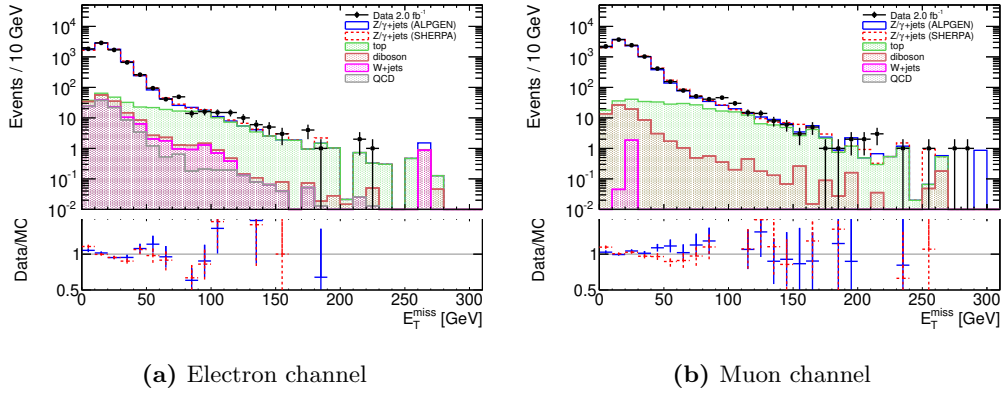 Events / 10 GeV
10⁴
10³
10²
10
1
10⁻¹
10⁻²
Data 2.0 fb⁻¹
Z/γ+jets (ALPGEN)
Z/γ+jets (SHERPA)
top
diboson
W+jets
QCD
Data/MC
1
0.5
0 50 100 150 200 250 300
E_T^miss [GeV]
(a) Electron channel
Events / 10 GeV
10⁴
10³
10²
10
1
10⁻¹
10⁻²
Data 2.0 fb⁻¹
Z/γ+jets (ALPGEN)
Z/γ+jets (SHERPA)
top
diboson
W+jets
QCD
Data/MC
1
0.5
0 50 100 150 200 250 300
E_T^miss [GeV]
(b) Muon channel